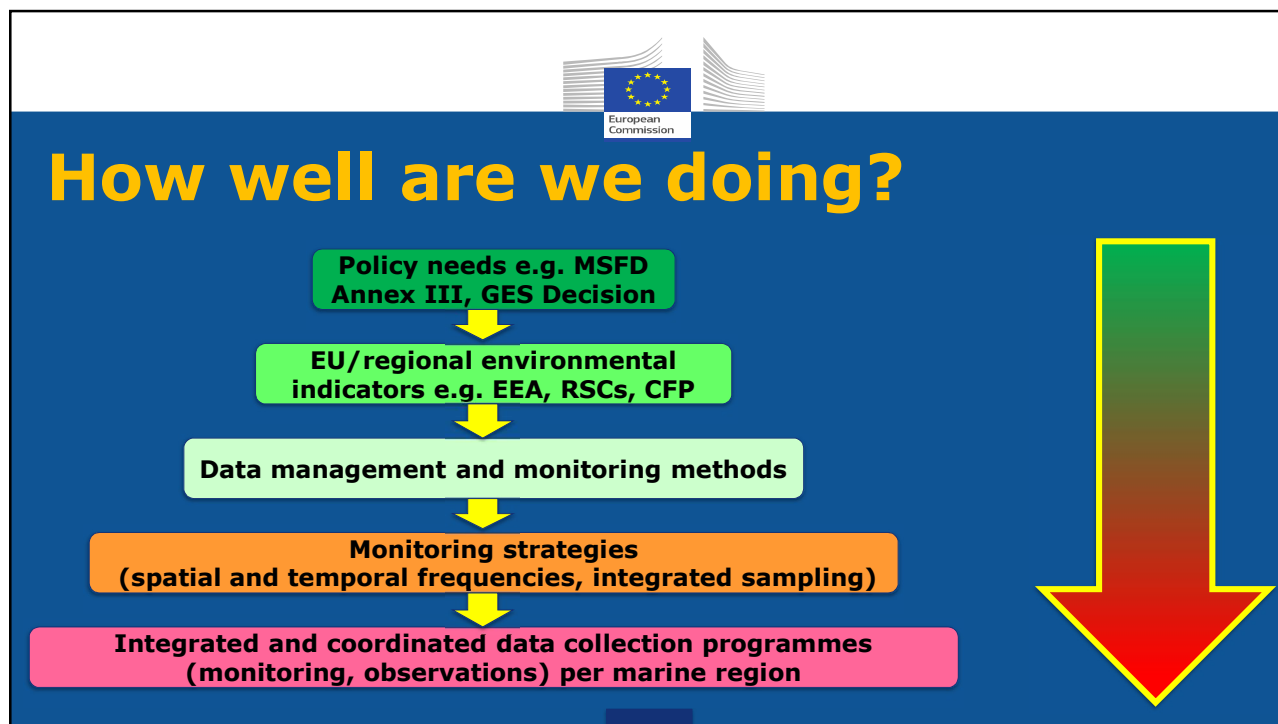 European
Commission
How well are we doing?
Policy needs e.g. MSFD
Annex III, GES Decision
EU/regional environmental
indicators e.g. EEA, RSCs, CFP
Data management and monitoring methods
Monitoring strategies
(spatial and temporal frequencies, integrated sampling)
Integrated and coordinated data collection programmes
(monitoring, observations) per marine region